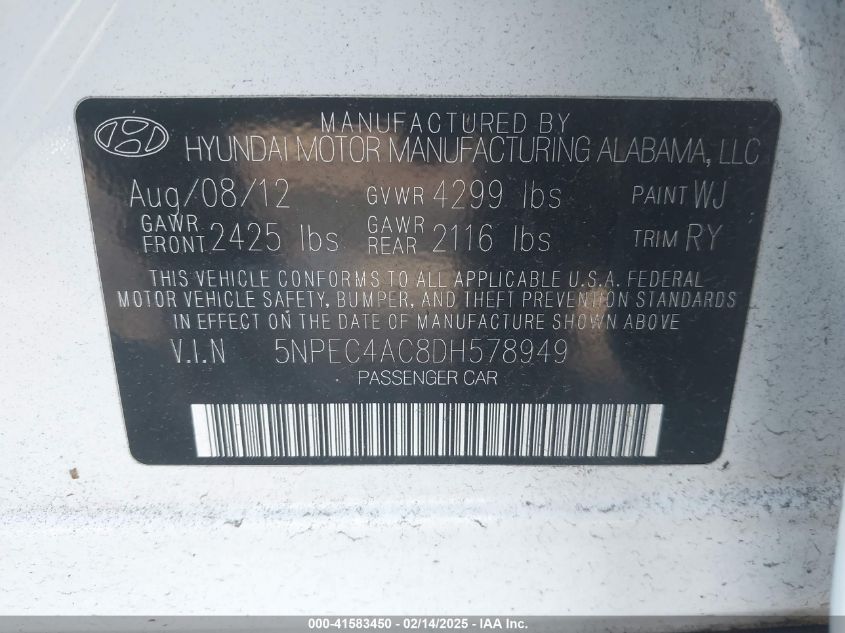 MANUFACTURED BY
HYUNDAI MOTOR MANUFACTURING ALABAMA, LLC
Aug/08/12 GVWR 4299 lbs PAINT WJ
GAWR FRONT 2425 lbs GAWR REAR 2116 lbs TRIM RY
THIS VEHICLE CONFORMS TO ALL APPLICABLE U.S.A. FEDERAL
MOTOR VEHICLE SAFETY, BUMPER, AND THEFT PREVENTION STANDARDS
IN EFFECT ON THE DATE OF MANUFACTURE SHOWN ABOVE
V.I.N 5NPEC4AC8DH578949
PASSENGER CAR
000-41583450 - 02/14/2025 - IAA Inc.